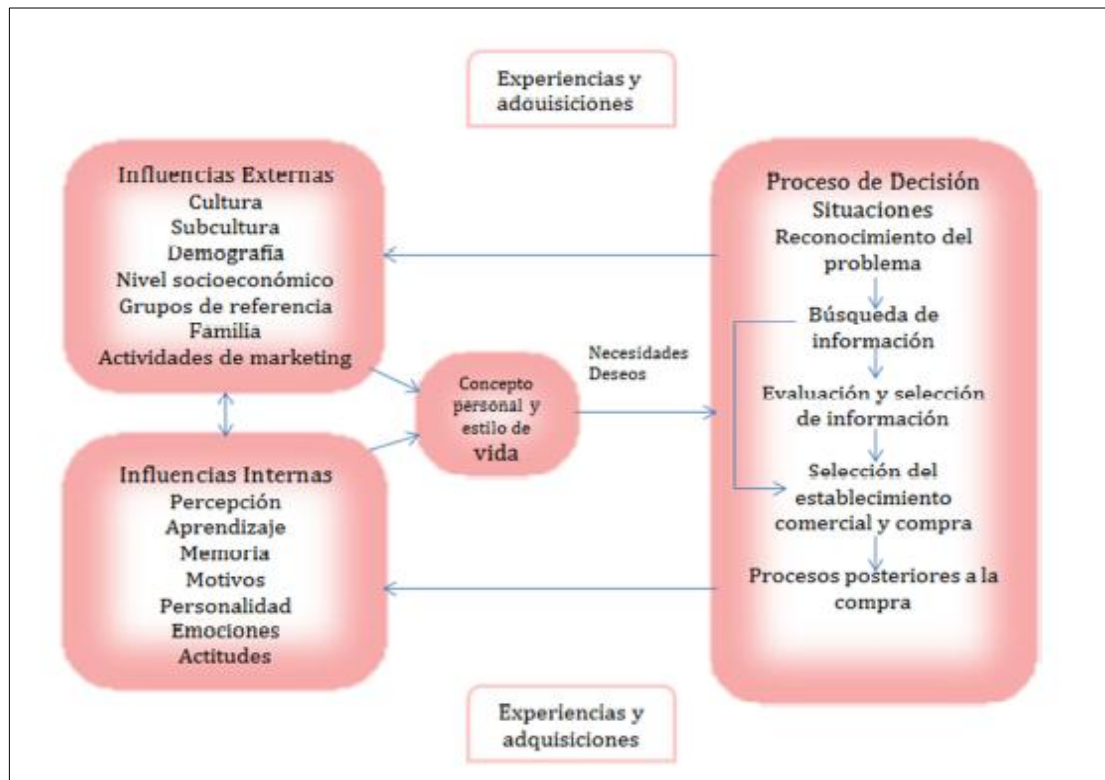 Experiencias y
adquisiciones
Influencias Externas
Cultura
Subcultura
Demografía
Nivel socioeconómico
Grupos de referencia
Familia
Actividades de marketing
Influencias Internas
Percepción
Aprendizaje
Memoria
Motivos
Personalidad
Emociones
Actitudes
Concepto
personal y
estilo de
vida
Necesidades
Deseos
Proceso de Decisión
Situaciones
Reconocimiento del
problema
Búsqueda de
información
Evaluación y selección
de información
Selección del
establecimiento
comercial y compra
Procesos posteriores a la
compra
Experiencias y
adquisiciones